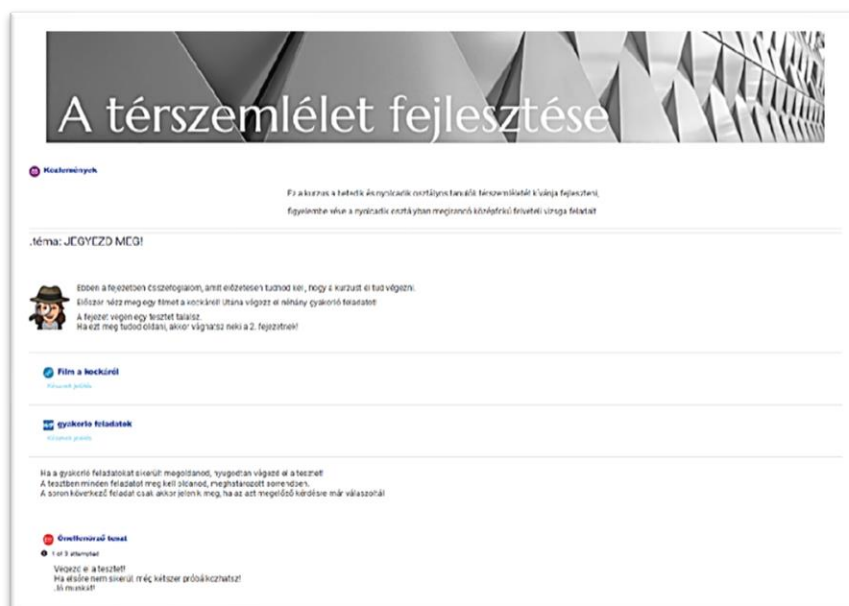 A térszemlélet fejlesztése
Közlemények
Ez a kurzus a hetedik és nyolcadik osztályos tanulók térszemléletét kívánja fejleszteni,
figyelembe véve a nyolcadik osztályban megírandó középfokú felvételi vizsga feladait
.téma: JEGYEZD MEG!
Ebben a fejezetben összefoglalom, amit előzetesen tudnod kell, hogy a kurzust el tud végezni.
Először nézz meg egy filmet a kockáról! Utána végezz el néhány gyakorló feladatot!
A fejezet végén egy tesztet találsz.
Ha ezt meg tudod oldani, akkor vághatsz neki a 2. fejezetnek!
Film a kockáról
gyakorló feladatok
Ha a gyakorló feladatokat sikerült megoldanod, nyugodtan végezd el a tesztet!
A tesztben minden feladatot meg kell oldanod, meghatározott sorrendben.
A soron következő feladat csak akkor jelenik meg, ha az azt megelőző kérdésre már válaszoltál
Önellenőrző teszt
1 of 3 attempted
Végezd el a tesztet!
Ha elsőre nem sikerül, még kétszer próbálkozhatsz!
Jó munkát!